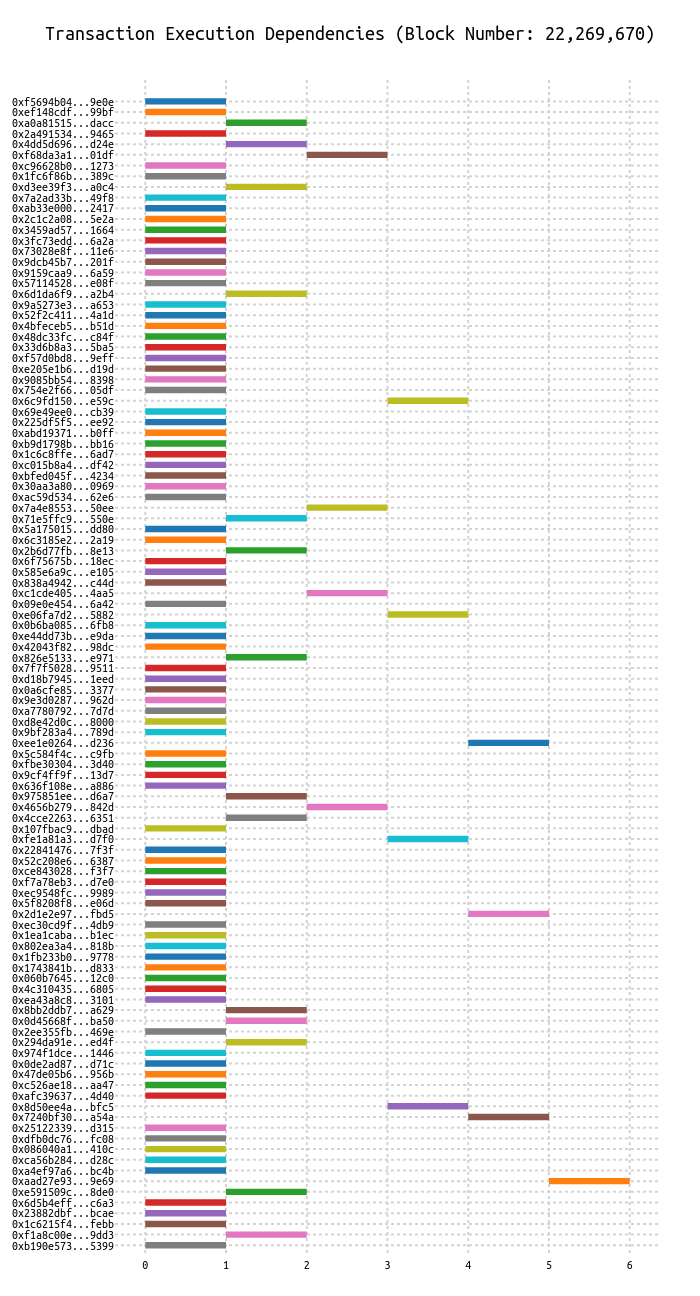 Transaction Execution Dependencies (Block Number: 22,269,670)
0xf5694b04...9e0e
0xef148cdf...99bf
0xa0a81515...dacc
0x2a491534...9465
0x4dd5d696...d24e
0xf68da3a1...01df
0xc96628b0...1273
0x1fc6f86b...389c
0xd3ee39f3...a0c4
0x7a2ad33b...49f8
0xab33e000...2417
0x2c1c2a08...5e2a
0x3459ad57...1664
0x3fc73edd...6a2a
0x73028e8f...11e6
0x9dcb45b7...201f
0x9159caa9...6a59
0x57114528...e08f
0x6d1da6f9...a2b4
0x9a5273e3...a653
0x52f2c411...4a1d
0x4bfeceb5...b51d
0x48dc33fc...c84f
0x33d6b8a3...5ba5
0xf57d0bd8...9eff
0xe205e1b6...d19d
0x9085bb54...8398
0x754e2f66...05df
0x6c9fd150...e59c
0x69e49ee0...cb39
0x225df5f5...ee92
0xabd19371...b0ff
0xb9d1798b...bb16
0x1c6c8ffe...6ad7
0xc015b8a4...df42
0xbfed045f...4234
0x30aa3a80...0969
0xac59d534...62e6
0x7a4e8553...50ee
0x71e5ffc9...550e
0x5a175015...dd80
0x6c3185e2...2a19
0x2b6d77fb...8e13
0x6f75675b...18ec
0x585e6a9c...e105
0x838a4942...c44d
0xc1cde405...4aa5
0x09e0e454...6a42
0xe06fa7d2...5882
0x0b6ba085...6fb8
0xe44dd73b...e9da
0x42043f82...98dc
0x826e5133...e971
0x7f7f5028...9511
0xd18b7945...1eed
0x0a6cfe85...3377
0x9e3d0287...962d
0xa7780792...7d7d
0xd8e42d0c...8000
0x9bf283a4...789d
0xee1e0264...d236
0x5c584f4c...c9fb
0xfbe30304...3d40
0x9cf4ff9f...13d7
0x636f108e...a886
0x975851ee...d6a7
0x4656b279...842d
0x4cce2263...6351
0x107fbac9...dbad
0xfe1a81a3...d7f0
0x22841476...7f3f
0x52c208e6...6387
0xce843028...f3f7
0xf7a78eb3...d7e0
0xec9548fc...9989
0x5f8208f8...e06d
0x2d1e2e97...fbd5
0xec30cd9f...4db9
0x1ea1caba...b1ec
0x802ea3a4...818b
0x1fb233b0...9778
0x1743841b...d833
0x060b7645...12c0
0x4c310435...6805
0xea43a8c8...3101
0x8bb2ddb7...a629
0x0d45668f...ba50
0x2ee355fb...469e
0x294da91e...ed4f
0x974f1dce...1446
0x0de2ad87...d71c
0x47de05b6...956b
0xc526ae18...aa47
0xafc39637...4d40
0x8d50ee4a...bfc5
0x7240bf30...a54a
0x25122339...d315
0xdfb0dc76...fc08
0x086040a1...410c
0xca56b284...d28c
0xa4ef97a6...bc4b
0xaad27e93...9e69
0xe591509c...8de0
0x6d5b4eff...c6a3
0x23882dbf...bcae
0x1c6215f4...febb
0xf1a8c00e...9dd3
0xb190e573...5399
0 1 2 3 4 5 6